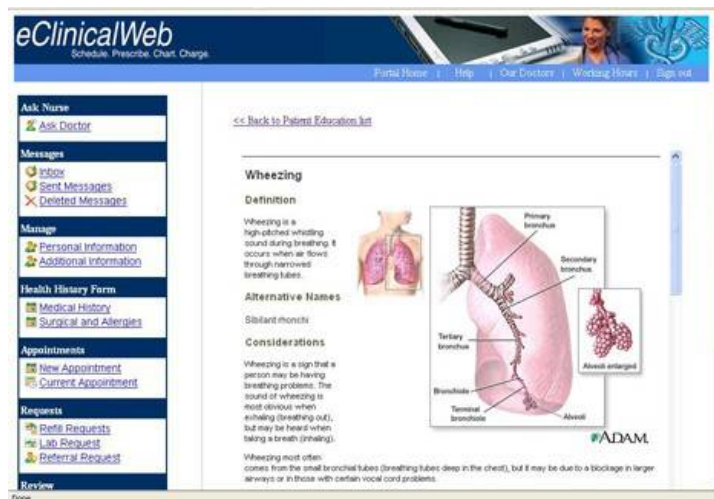 eClinicalWeb
Schedule. Prescribe. Chart. Charge.
Portal Home | Help | Our Doctors | Working Hours | Sign out
Ask Nurse
Ask Doctor
Messages
Inbox
Sent Messages
Deleted Messages
Manage
Personal Information
Additional Information
Health History Farm
Medical History
Surgical and Allergies
Appointments
New Appointment
Current Appointment
Requests
Refill Requests
Lab Request
Referral Request
Review
<< Back to Patient Education list
Wheezing
Definition
Wheezing is a
high-pitched whistling
sound during breathing. It
occurs when air flows
through narrowed
breathing tubes.
Alternative Names
Sibilant rhonchi
Considerations
Wheezing is a sign that a
person may be having
breathing problems. The
sound of wheezing is
most obvious when
exhaling (breathing out),
but may be heard when
taking a breath (inhaling).
Wheezing most often
comes from the small bronchial tubes (breathing tubes deep in the chest), but it may be due to a blockage in larger
airways or in those with certain vocal cord problems.
Primary
bronchus
Secondary
bronchus
Tertiary
bronchus
Bronchiole
Terminal
bronchiole
Alveoli
Alveoli enlarged
ADAM.
Done